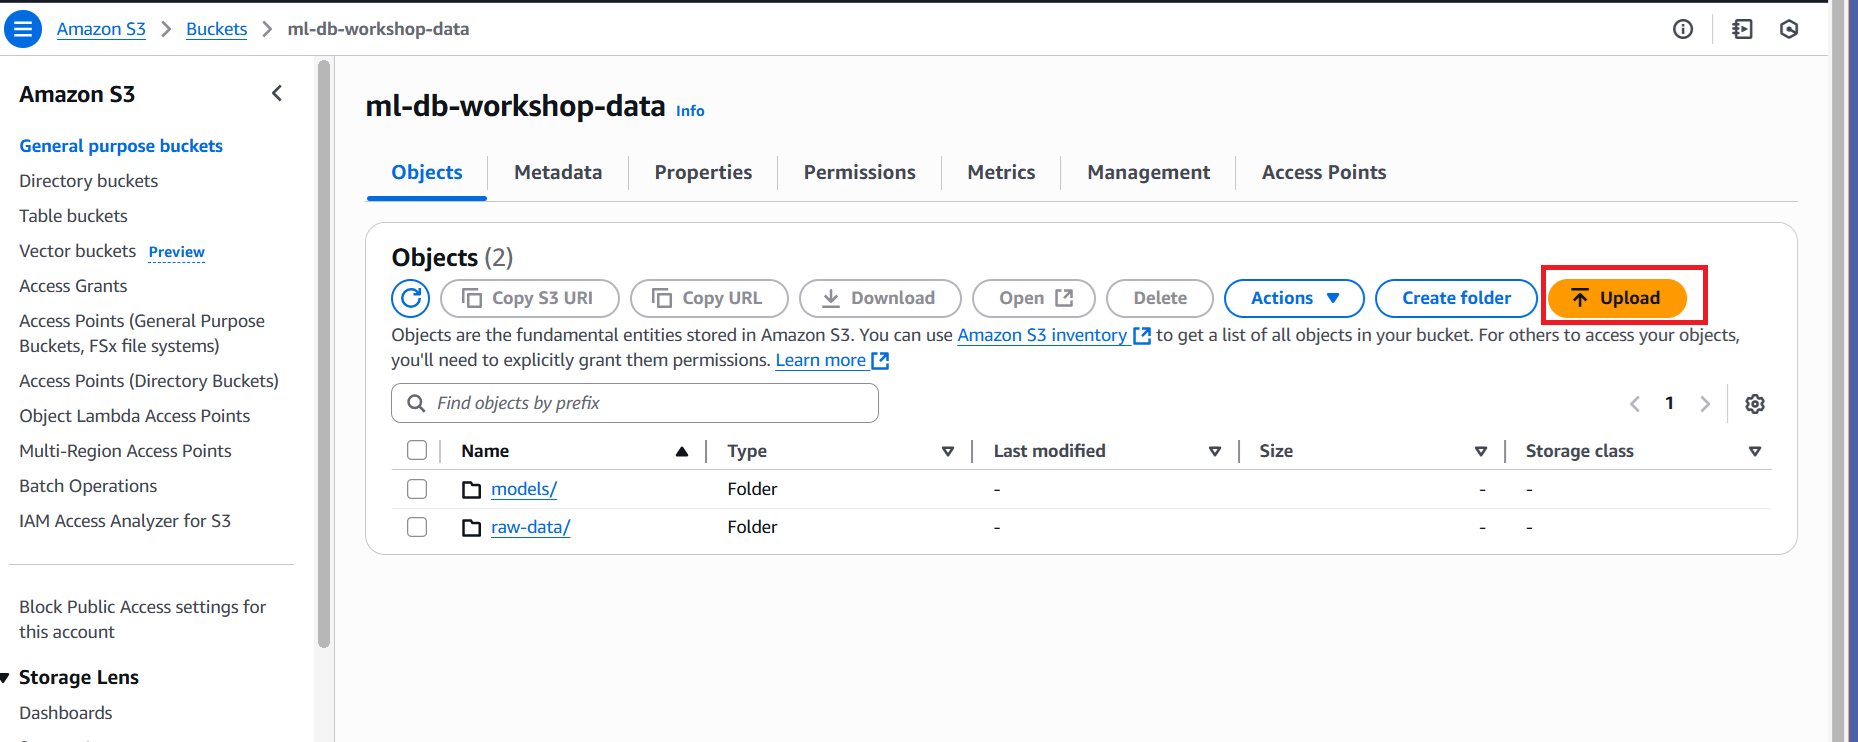 Amazon S3 > Buckets > ml-db-workshop-data
Amazon S3
General purpose buckets
Directory buckets
Table buckets
Vector buckets Preview
Access Grants
Access Points (General Purpose
Buckets, FSx file systems)
Access Points (Directory Buckets)
Object Lambda Access Points
Multi-Region Access Points
Batch Operations
IAM Access Analyzer for S3
Block Public Access settings for
this account
Storage Lens
Dashboards
ml-db-workshop-data Info
Objects Metadata Properties Permissions Metrics Management Access Points
Objects (2)
Copy S3 URI Copy URL Download Open Delete Actions Create folder Upload
Objects are the fundamental entities stored in Amazon S3. You can use Amazon S3 inventory to get a list of all objects in your bucket. For others to access your objects,
you'll need to explicitly grant them permissions. Learn more
Find objects by prefix
1
Name Type Last modified Size Storage class
models/ Folder - - -
raw-data/ Folder - - -